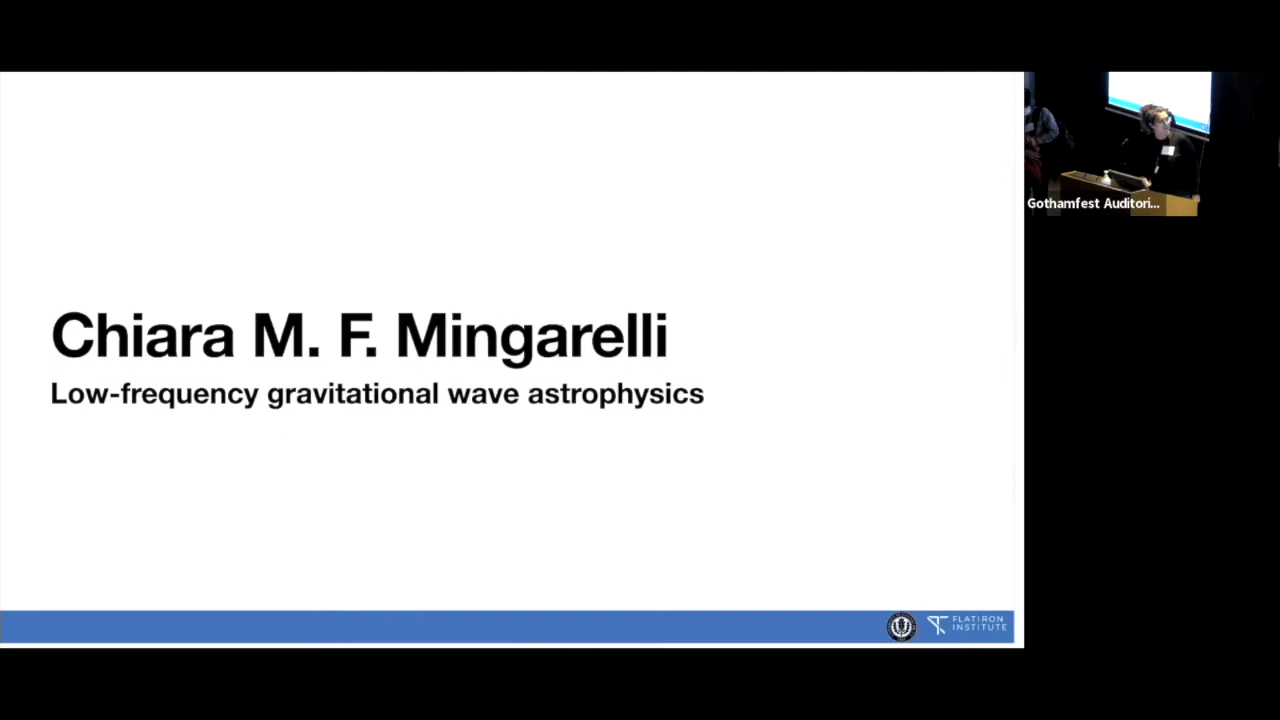 Chiara M. F. Mingarelli
Low-frequency gravitational wave astrophysics
FLATIRON
INSTITUTE
Gothamfest Auditori...